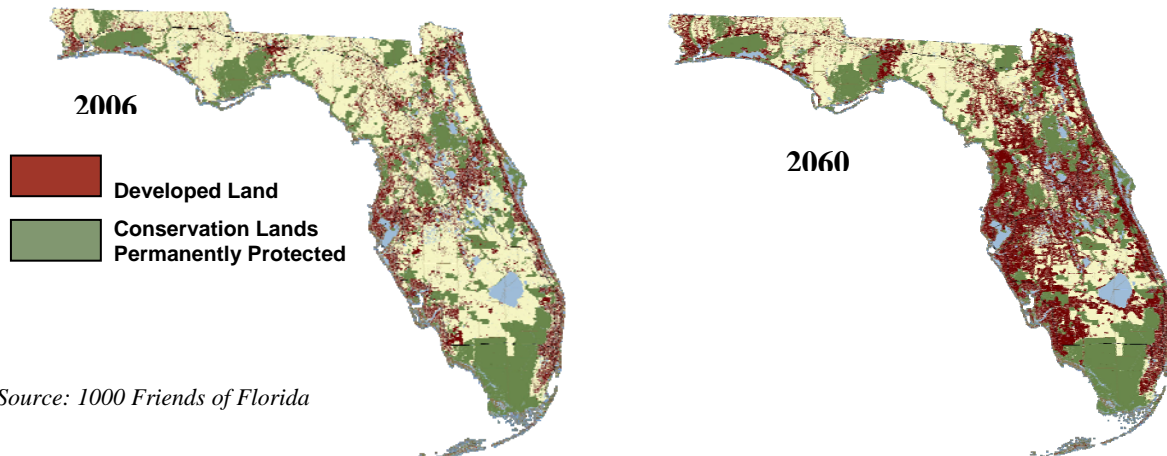 2006
2060
Developed Land
Conservation Lands
Permanently Protected
Source: 1000 Friends of Florida